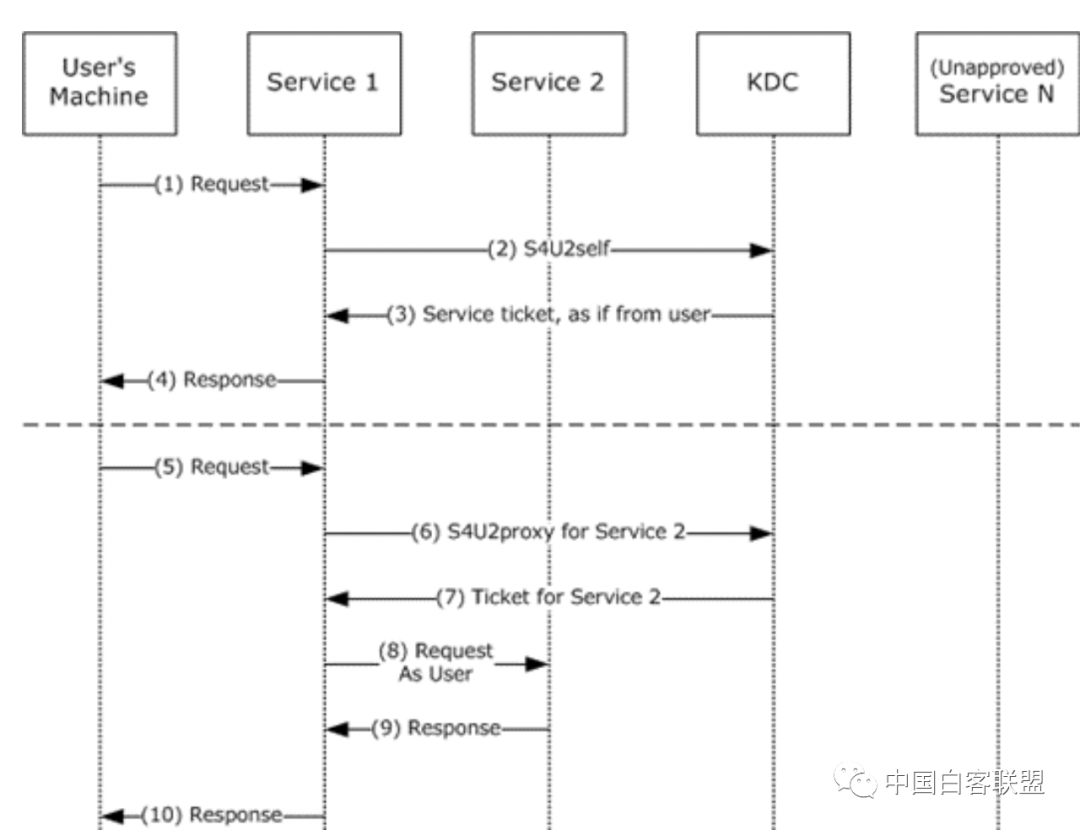 User's
Machine
Service 1
Service 2
KDC
(Unapproved)
Service N
(1) Request
(2) S4U2self
(3) Service ticket, as if from user
(4) Response
(5) Request
(6) S4U2proxy for Service 2
(7) Ticket for Service 2
(8) Request
As User
(9) Response
(10) Response
中国白客联盟